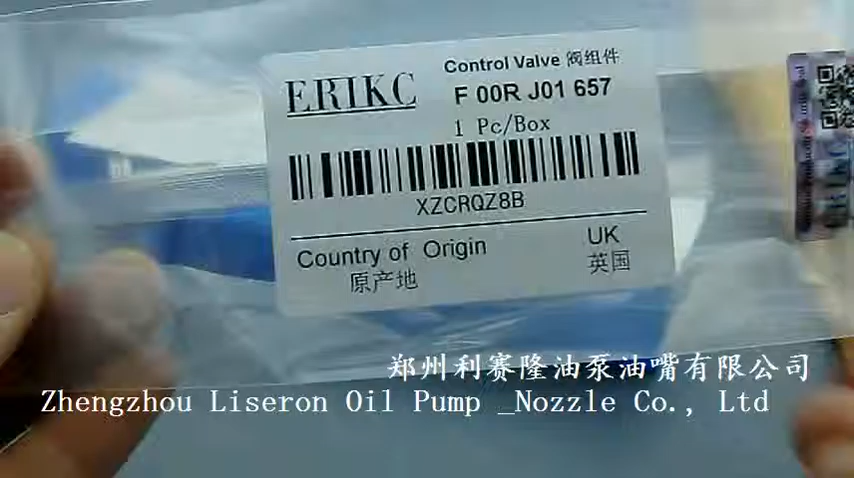 ERIKC
Control Valve 阀组件
F 00R J01 657
1 Pc/Box
XZCRQZ8B
Country of Origin UK
原产地 英国
郑州利赛隆油泵油嘴有限公司
Zhengzhou Liseron Oil Pump _Nozzle Co., Ltd